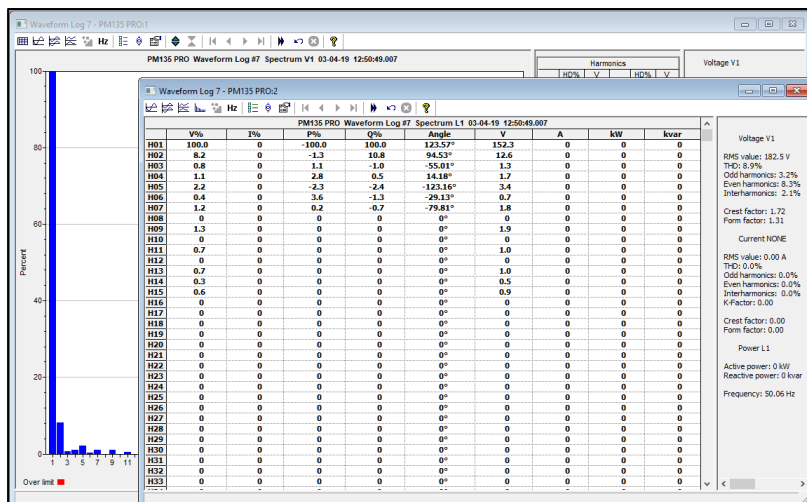 Waveform Log 7 - PM135 PRO:1
Hz
PM135 PRO Waveform Log #7 Spectrum V1 03-04-19 12:50:49.007
Harmonics
HD% V HD% V
Voltage V1
100
80
60
40
20
0
Percent
1 3 5 7 9 11
Over limit
Waveform Log 7 - PM135 PRO:2
Hz
PM135 PRO Waveform Log #7 Spectrum L1 03-04-19 12:50:49.007
V% I% P% Q% Angle V A kW kvar
H01 100.0 0 -100.0 100.0 123.57° 152.3 0 0 0
H02 8.2 0 -1.3 10.8 94.53° 12.6 0 0 0
H03 0.8 0 1.1 -1.0 -55.01° 1.3 0 0 0
H04 1.1 0 2.8 0.5 14.18° 1.7 0 0 0
H05 2.2 0 -2.3 -2.4 -123.16° 3.4 0 0 0
H06 0.4 0 3.6 -1.3 -29.13° 0.7 0 0 0
H07 1.2 0 0.2 -0.7 -79.81° 1.8 0 0 0
H08 0 0 0 0 0° 0 0 0 0
H09 1.3 0 0 0 0° 1.9 0 0 0
H10 0 0 0 0 0° 0 0 0 0
H11 0.7 0 0 0 0° 1.0 0 0 0
H12 0 0 0 0 0° 0 0 0 0
H13 0.7 0 0 0 0° 1.0 0 0 0
H14 0.3 0 0 0 0° 0.5 0 0 0
H15 0.6 0 0 0 0° 0.9 0 0 0
H16 0 0 0 0 0° 0 0 0 0
H17 0 0 0 0 0° 0 0 0 0
H18 0 0 0 0 0° 0 0 0 0
H19 0 0 0 0 0° 0 0 0 0
H20 0 0 0 0 0° 0 0 0 0
H21 0 0 0 0 0° 0 0 0 0
H22 0 0 0 0 0° 0 0 0 0
H23 0 0 0 0 0° 0 0 0 0
H24 0 0 0 0 0° 0 0 0 0
H25 0 0 0 0 0° 0 0 0 0
H26 0 0 0 0 0° 0 0 0 0
H27 0 0 0 0 0° 0 0 0 0
H28 0 0 0 0 0° 0 0 0 0
H29 0 0 0 0 0° 0 0 0 0
H30 0 0 0 0 0° 0 0 0 0
H31 0 0 0 0 0° 0 0 0 0
H32 0 0 0 0 0° 0 0 0 0
H33 0 0 0 0 0° 0 0 0 0
Voltage V1
RMS value: 182.5 V
THD: 8.9%
Odd harmonics: 3.2%
Even harmonics: 8.3%
Interharmonics: 2.1%
Crest factor: 1.72
Form factor: 1.31
Current NONE
RMS value: 0.00 A
THD: 0.0%
Odd harmonics: 0.0%
Even harmonics: 0.0%
Interharmonics: 0.0%
K-Factor: 0.00
Crest factor: 0.00
Form factor: 0.00
Power L1
Active power: 0 kW
Reactive power: 0 kvar
Frequency: 50.06 Hz